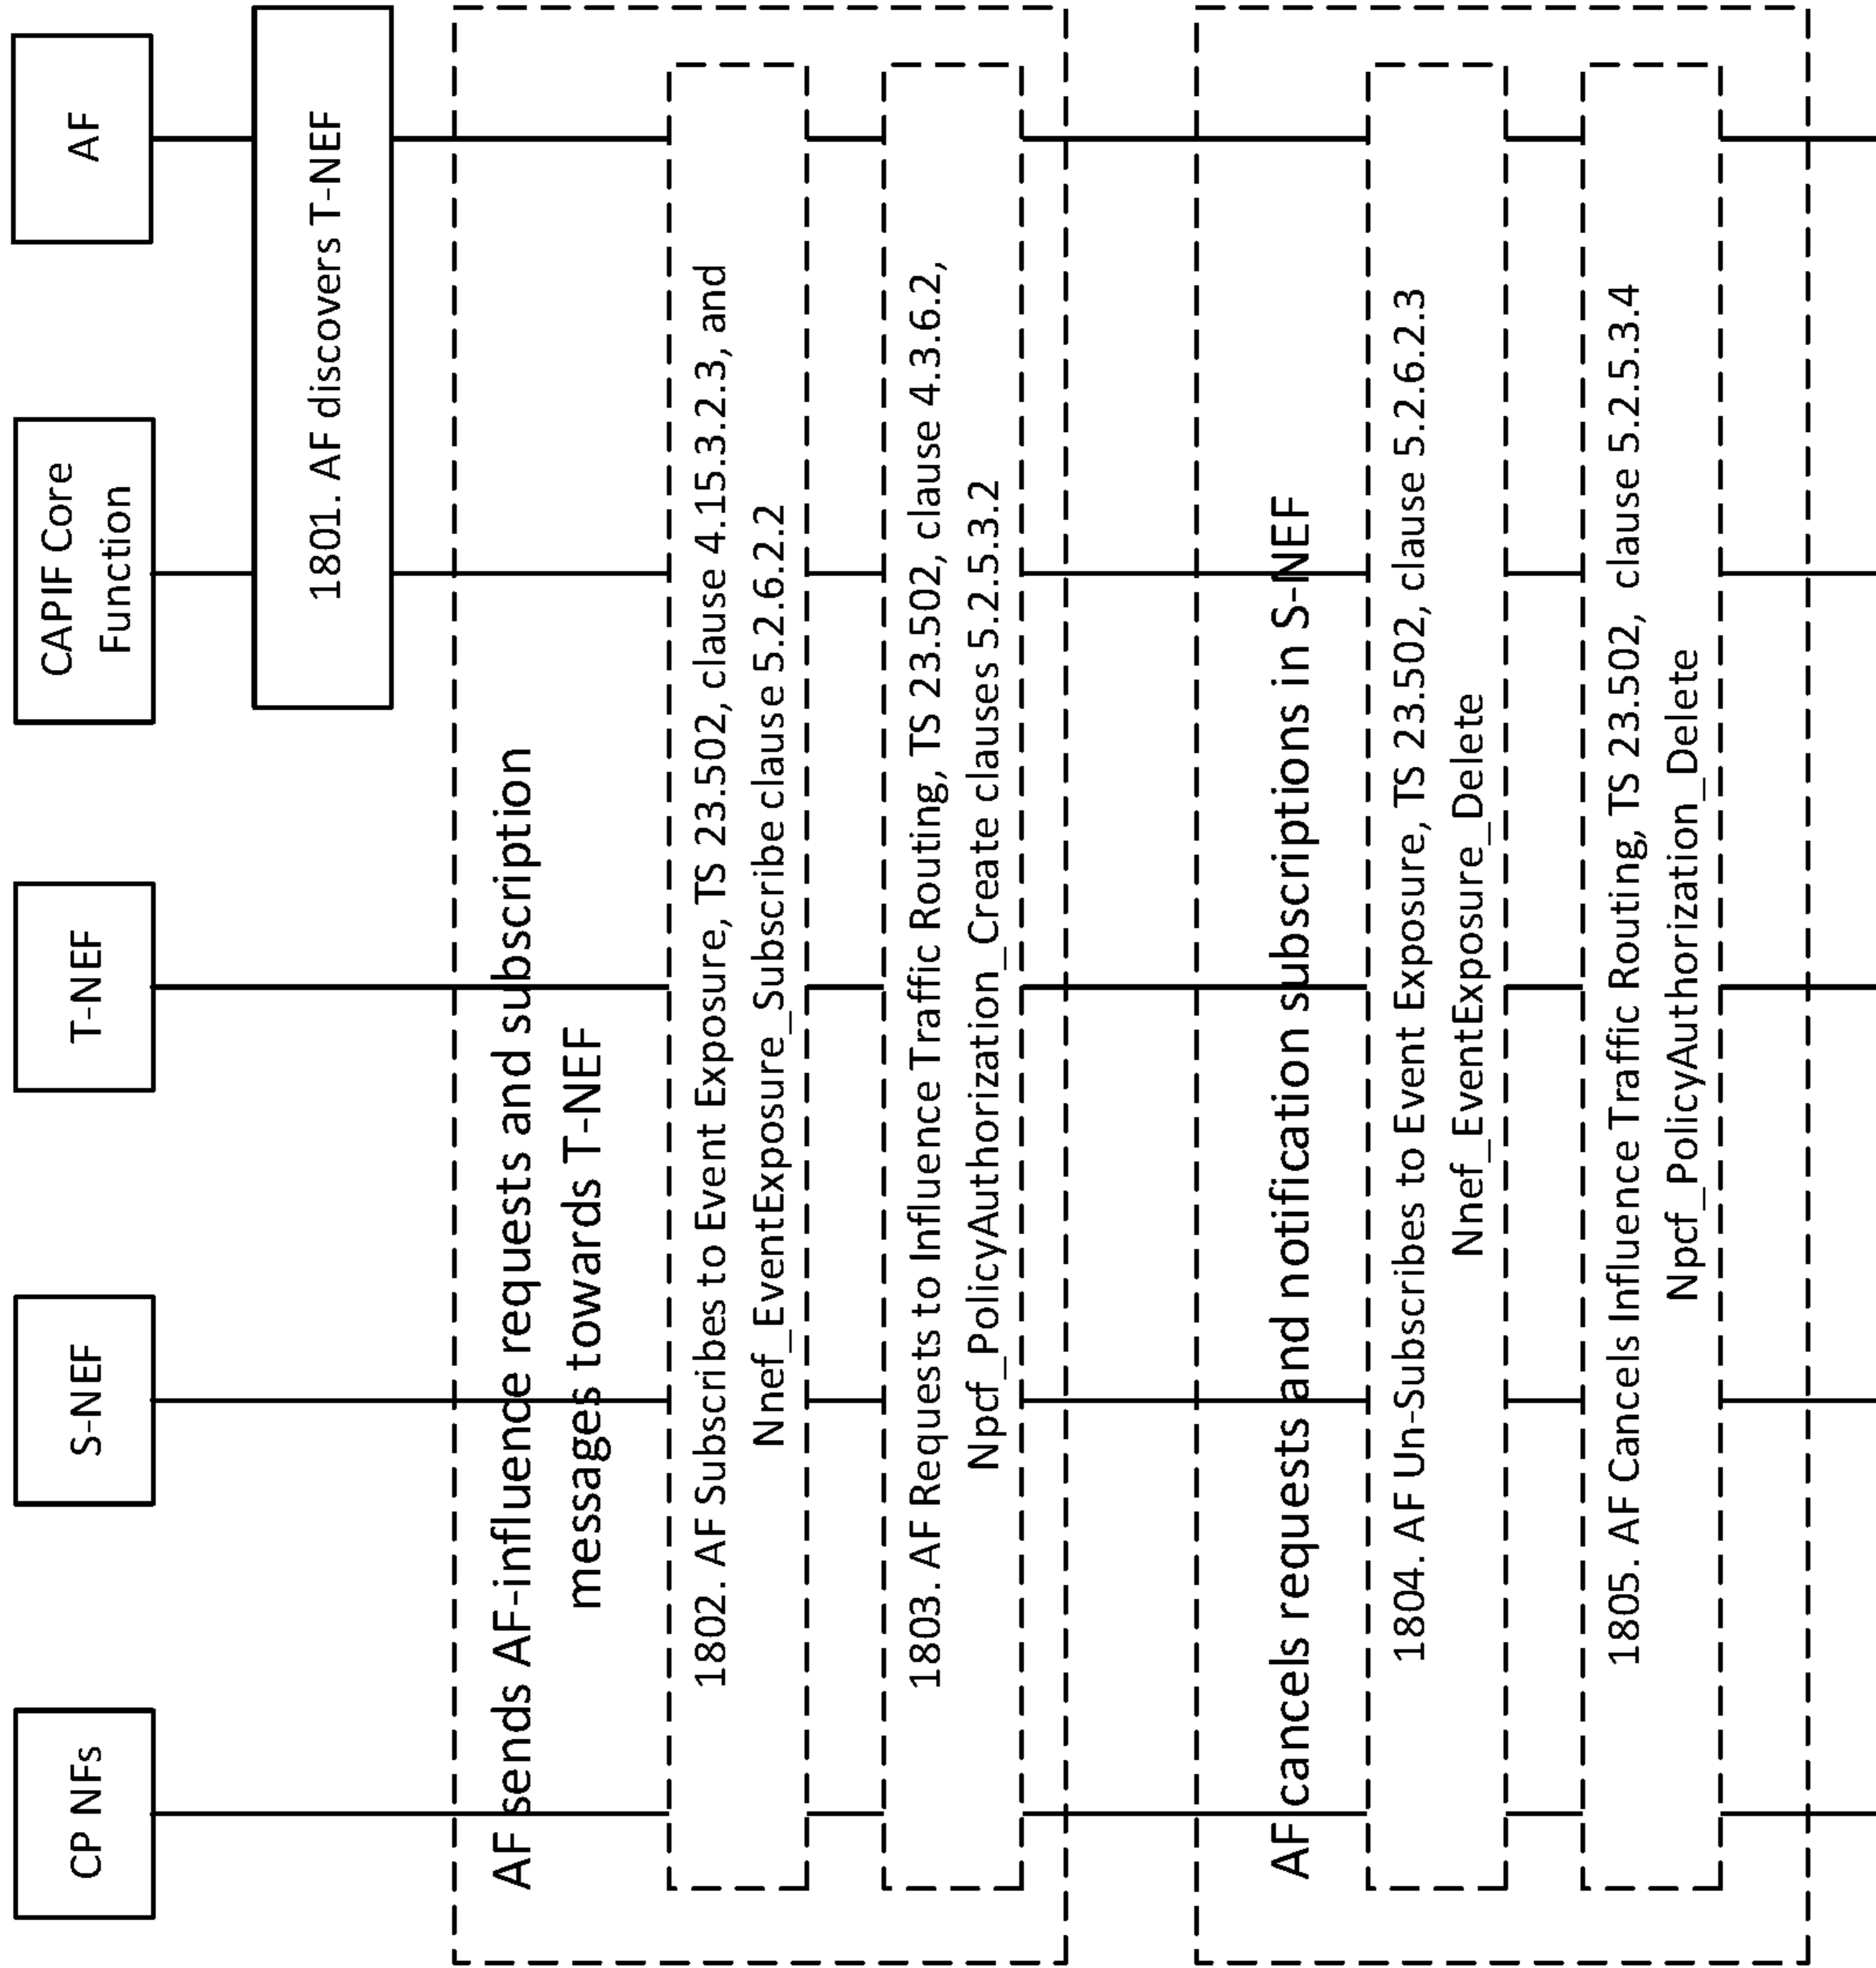 CP NFs
S-NEF
T-NEF
CAPIF Core
Function
AF
1801. AF discovers T-NEF
AF sends AF-influence requests and subscription
messages towards T-NEF
1802. AF Subscribes to Event Exposure, TS 23.502, clause 4.15.3.2.3, and
Nnef_EventExposure_Subscribe clause 5.2.6.2.2
1803. AF Requests to Influence Traffic Routing, TS 23.502, clause 4.3.6.2,
Npcf_PolicyAuthorization_Create clauses 5.2.5.3.2
AF cancels requests and notification subscriptions in S-NEF
1804. AF Un-Subscribes to Event Exposure, TS 23.502, clause 5.2.6.2.3
Nnef_EventExposure_Delete
1805. AF Cancels Influence Traffic Routing, TS 23.502, clause 5.2.5.3.4
Npcf_PolicyAuthorization_Delete